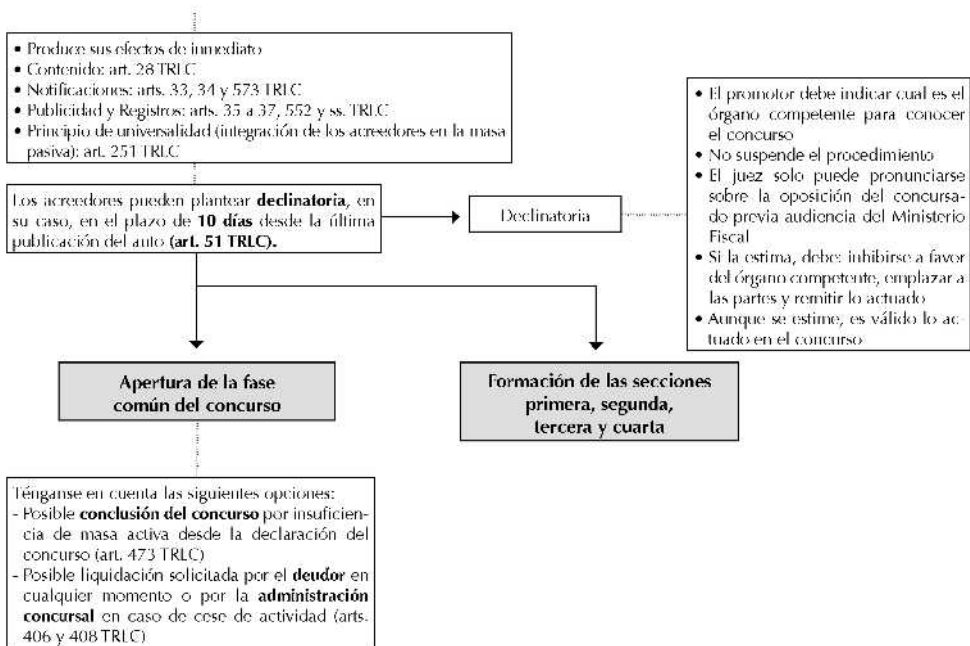 • Produce sus efectos de inmediato
• Contenido: art. 28 TRLC
• Notificaciones: arts. 33, 34 y 573 TRLC
• Publicidad y Registros: arts. 35 a 37, 552 y ss. TRLC
• Principio de universalidad (integración de los acreedores en la masa
pasiva): art. 251 TRLC
Los acreedores pueden plantear declinatoria, en
su caso, en el plazo de 10 días desde la última
publicación del auto (art. 51 TRLC).
Declinatoria
• El promotor debe indicar cual es el
órgano competente para conocer
el concurso
• No suspende el procedimiento
• El juez solo puede pronunciarse
sobre la oposición del concursa-
do previa audiencia del Ministerio
Fiscal
• Si la estima, debe: inhibirse a favor
del órgano competente, emplazar a
las partes y remitir lo actuado
• Aunque se estime, es válido lo ac-
tuado en el concurso
Apertura de la fase
común del concurso
Formación de las secciones
primera, segunda,
tercera y cuarta
Ténganse en cuenta las siguientes opciones:
- Posible conclusión del concurso por insuficien-
cia de masa activa desde la declaración del
concurso (art. 473 TRLC)
- Posible liquidación solicitada por el deudor en
cualquier momento o por la administración
concursal en caso de cese de actividad (arts.
406 y 408 TRLC)